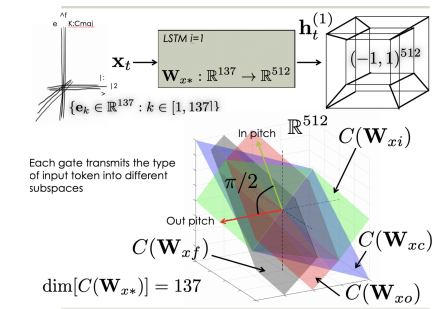 ^f
e K:Cmaj
|:
|2
>
{e_k ∈ ℝ^137 : k ∈ [1, 137]}
x_t
LSTM i=1
W_x* : ℝ^137 → ℝ^512
h_t^(1)
(-1, 1)^512
Each gate transmits the type
of input token into different
subspaces
In pitch
ℝ^512
C(W_xi)
π/2
Out pitch
C(W_xf)
C(W_xc)
C(W_xo)
dim[C(W_x*)] = 137